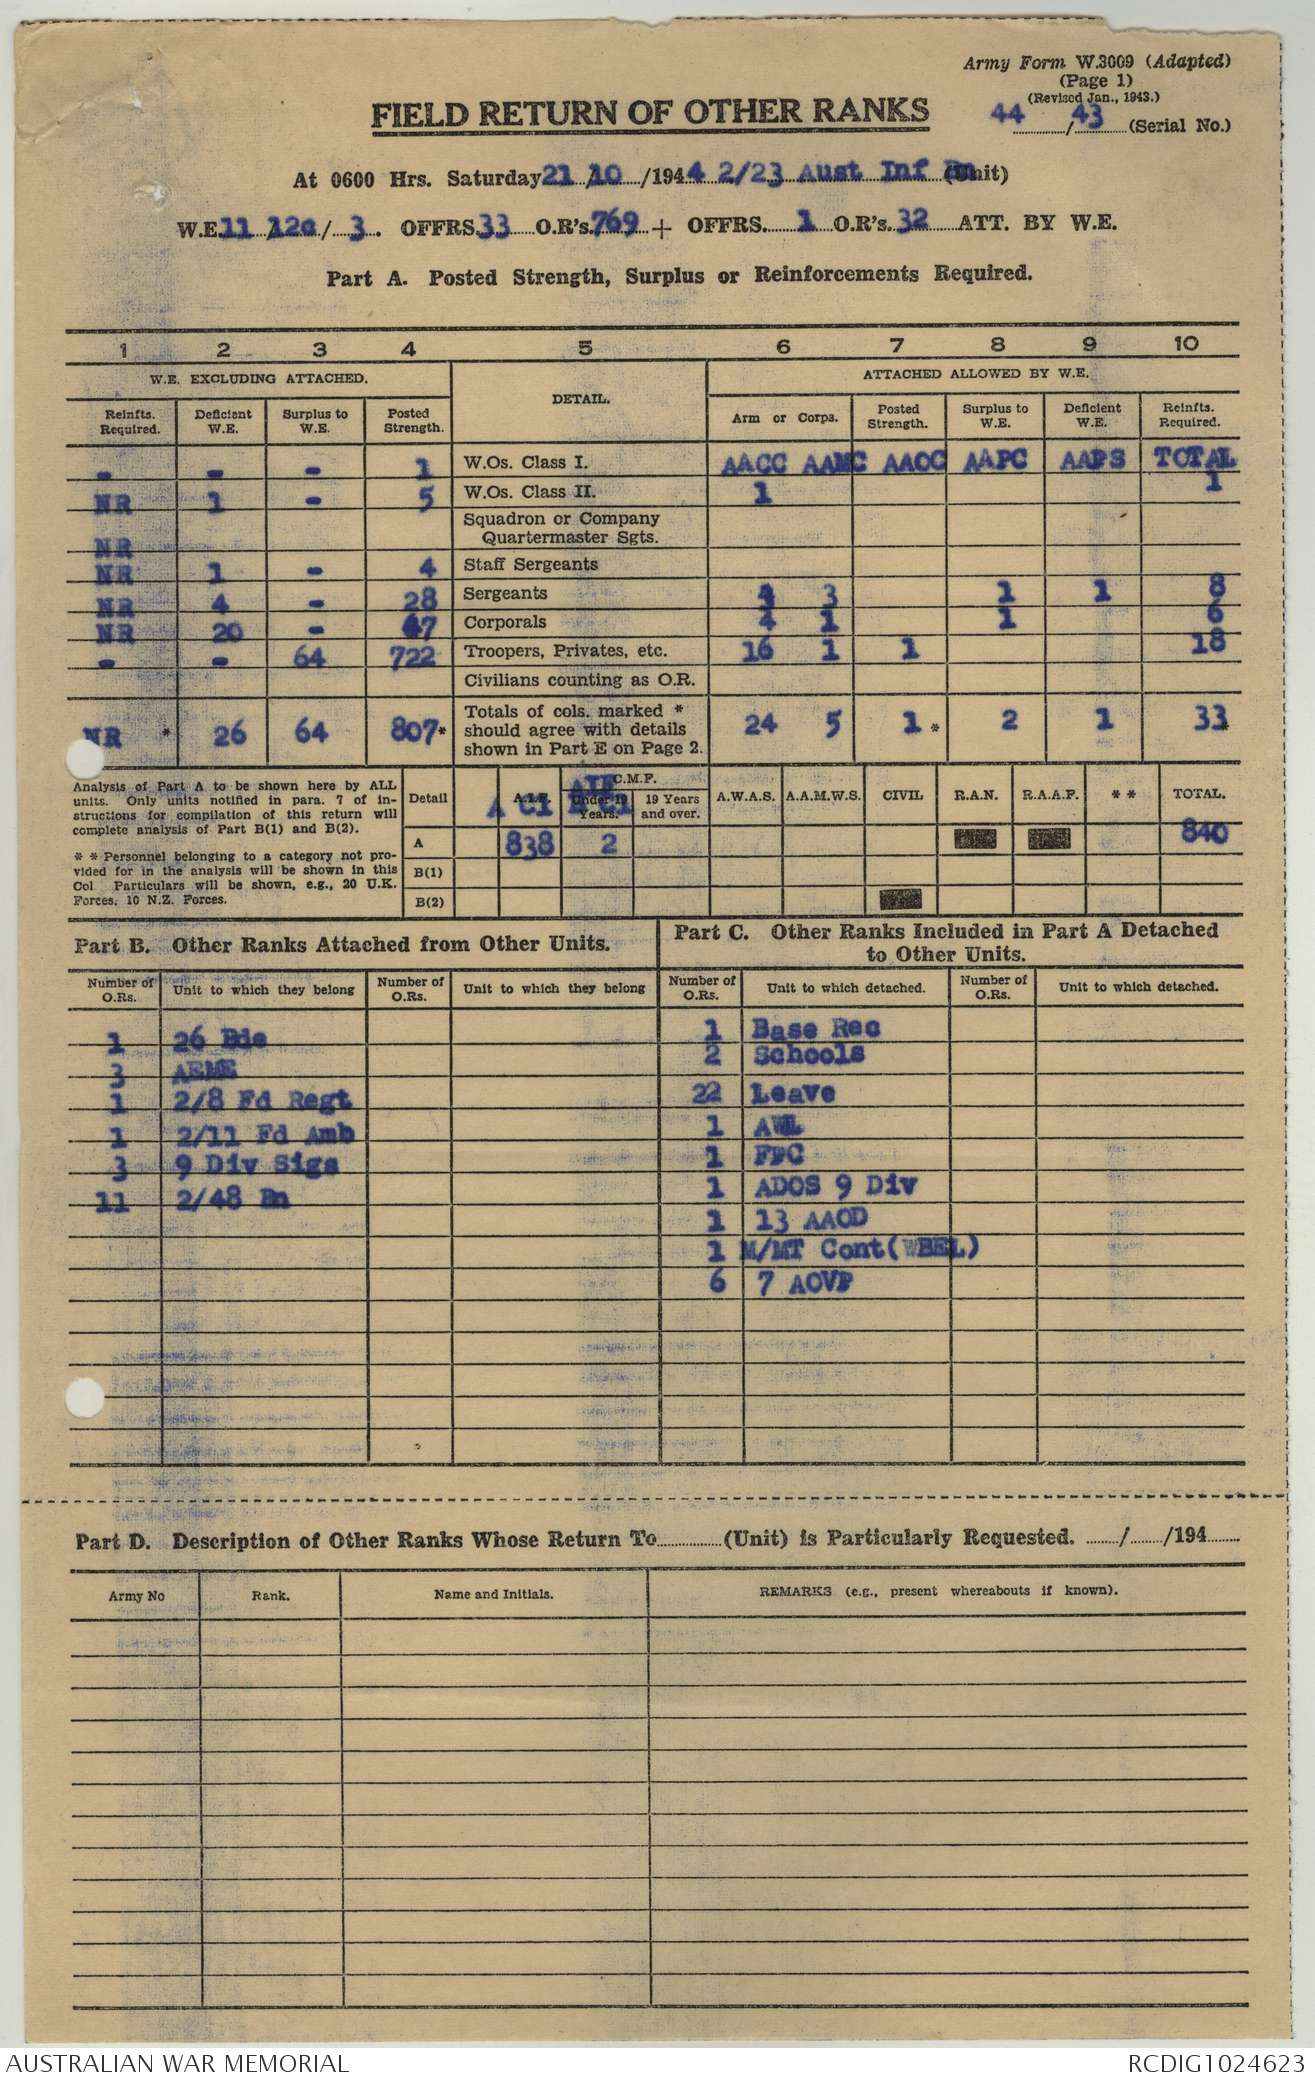 Army Form W.3009 (Adapted)
(Page 1)
(Revised Jan., 1943.)
44 / 43 (Serial No.)
FIELD RETURN OF OTHER RANKS
At 0600 Hrs. Saturday 21 /10 /1944 2/23 Aust Inf Bn (Unit)
W.E. 11 /12c / 3 . OFFRS. 33 O.R's. 769 + OFFRS. 1 O.R's. 32 ATT. BY W.E.
Part A. Posted Strength, Surplus or Reinforcements Required.
1 2 3 4 5 6 7 8 9 10
W.E. EXCLUDING ATTACHED. DETAIL. ATTACHED ALLOWED BY W.E.
Reinfts. Required. Deficient W.E. Surplus to W.E. Posted Strength. Arm or Corps. Posted Strength. Surplus to W.E. Deficient W.E. Reinfts. Required.
- - - 1 W.Os. Class I. AACC AAMC AAOC AAPC AAPS TOTAL
NR 1 - 5 W.Os. Class II. 1 1
NR Squadron or Company Quartermaster Sgts.
NR 1 - 4 Staff Sergeants
NR 4 - 28 Sergeants 3 3 1 1 8
NR 20 - 47 Corporals 4 1 1 6
- - 64 722 Troopers, Privates, etc. 16 1 1 18
Civilians counting as O.R.
NR * 26 64 807* Totals of cols. marked * should agree with details shown in Part E on Page 2. 24 5 1 * 2 1 33*
Analysis of Part A to be shown here by ALL
units. Only units notified in para. 7 of in-
structions for compilation of this return will
complete analysis of Part B(1) and B(2).
* * Personnel belonging to a category not pro-
vided for in the analysis will be shown in this
Col. Particulars will be shown, e.g., 20 U.K.
Forces, 10 N.Z. Forces.
Detail A.I.F. C.M.F. Under 19 Years. 19 Years and over. A.W.A.S. A.A.M.W.S. CIVIL R.A.N. R.A.A.F. * * TOTAL.
AIF
A 838 2 840
B(1)
B(2)
Part B. Other Ranks Attached from Other Units.
Number of O.Rs. Unit to which they belong Number of O.Rs. Unit to which they belong
1 26 Bde
3 AEME
1 2/8 Fd Regt
1 2/11 Fd Amb
3 9 Div Sigs
11 2/48 Bn
Part C. Other Ranks Included in Part A Detached
to Other Units.
Number of O.Rs. Unit to which detached. Number of O.Rs. Unit to which detached.
1 Base Rec
2 Schools
22 Leave
1 AWL
1 FPC
1 ADOS 9 Div
1 13 AAOD
1 M/MT Cont(WBEL)
6 7 AOVP
Part D. Description of Other Ranks Whose Return To (Unit) is Particularly Requested. / /194
Army No Rank. Name and Initials. REMARKS (e.g., present whereabouts if known).
AUSTRALIAN WAR MEMORIAL RCDIG1024623